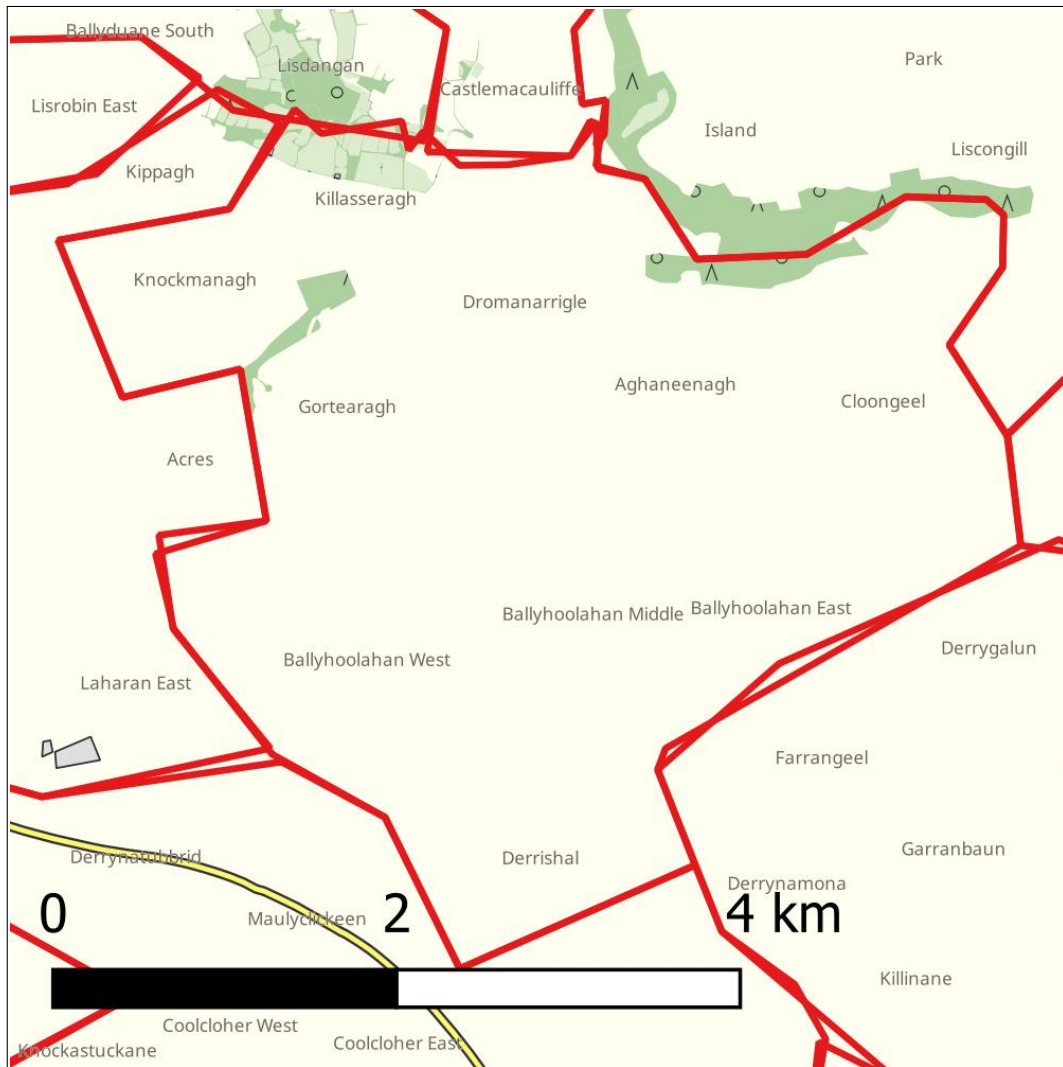 Ballyduane South
Park
Lisdangan
Castlemacauliffe
Lisrobin East
Island
Liscongill
Kippagh
Killasseragh
Knockmanagh
Dromanarrigle
Aghaneenagh
Cloongeel
Gortearagh
Acres
Ballyhoolahan Middle
Ballyhoolahan East
Derrygalun
Ballyhoolahan West
Laharan East
Farrangeel
Garranbaun
Derrynatubbrid
Derrishal
Derrynamona
Maulyclickeen
0 2 4 km
Killinane
Coolcloher West
Coolcloher East
Knockastuckane